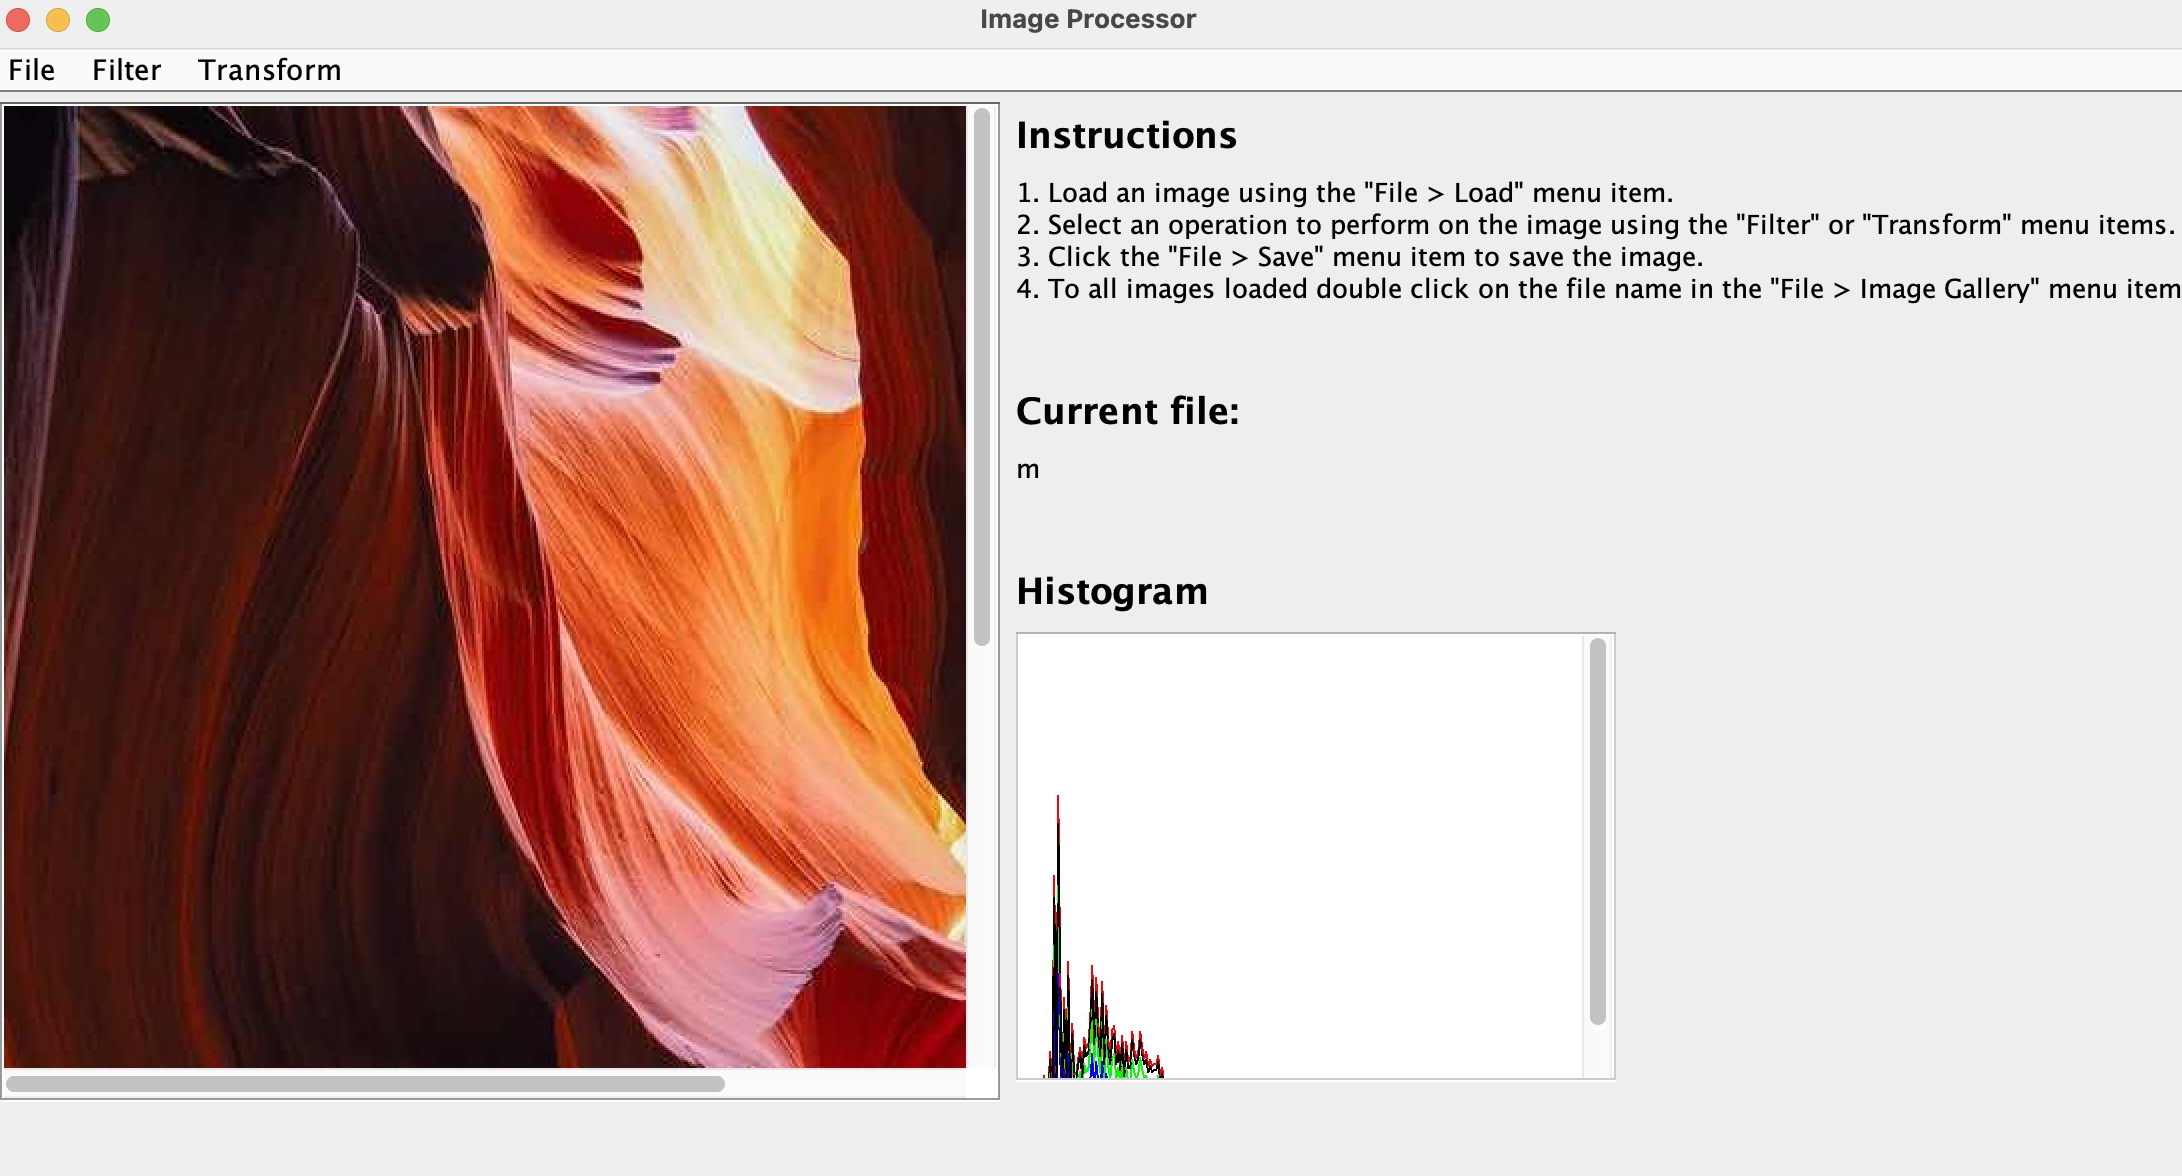 Image Processor
File Filter Transform
Instructions
1. Load an image using the "File > Load" menu item.
2. Select an operation to perform on the image using the "Filter" or "Transform" menu items.
3. Click the "File > Save" menu item to save the image.
4. To all images loaded double click on the file name in the "File > Image Gallery" menu item
Current file:
m
Histogram